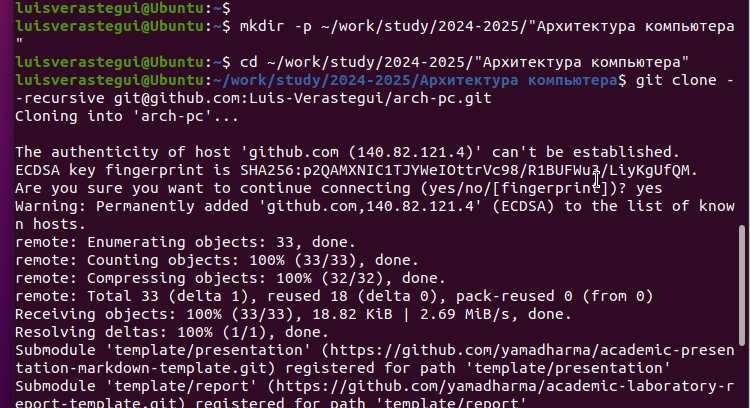 luisverastegui@Ubuntu:~$
luisverastegui@Ubuntu:~$ mkdir -p ~/work/study/2024-2025/"Архитектура компьютера
"
luisverastegui@Ubuntu:~$ cd ~/work/study/2024-2025/"Архитектура компьютера"
luisverastegui@Ubuntu:~/work/study/2024-2025/Архитектура компьютера$ git clone -
-recursive git@github.com:Luis-Verastegui/arch-pc.git
Cloning into 'arch-pc'...
The authenticity of host 'github.com (140.82.121.4)' can't be established.
ECDSA key fingerprint is SHA256:p2QAMXNIC1TJYWeIOttrVc98/R1BUFWu3/LiyKgUfQM.
Are you sure you want to continue connecting (yes/no/[fingerprint])? yes
Warning: Permanently added 'github.com,140.82.121.4' (ECDSA) to the list of know
n hosts.
remote: Enumerating objects: 33, done.
remote: Counting objects: 100% (33/33), done.
remote: Compressing objects: 100% (32/32), done.
remote: Total 33 (delta 1), reused 18 (delta 0), pack-reused 0 (from 0)
Receiving objects: 100% (33/33), 18.82 KiB | 2.69 MiB/s, done.
Resolving deltas: 100% (1/1), done.
Submodule 'template/presentation' (https://github.com/yamadharma/academic-presen
tation-markdown-template.git) registered for path 'template/presentation'
Submodule 'template/report' (https://github.com/yamadharma/academic-laboratory-r
eport-template.git) registered for path 'template/report'